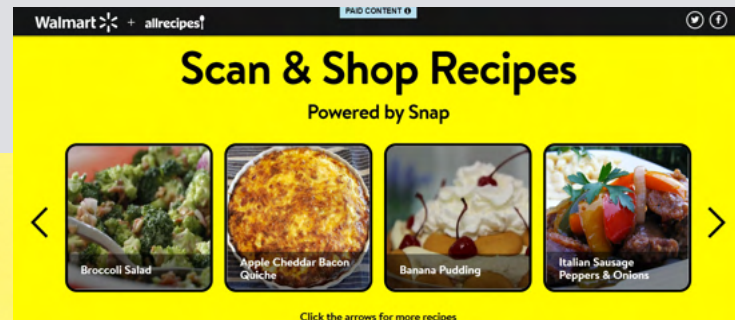 PAID CONTENT
Walmart + allrecipes
Scan & Shop Recipes
Powered by Snap
Broccoli Salad
Apple Cheddar Bacon
Quiche
Banana Pudding
Italian Sausage
Peppers & Onions
Click the arrows for more recipes